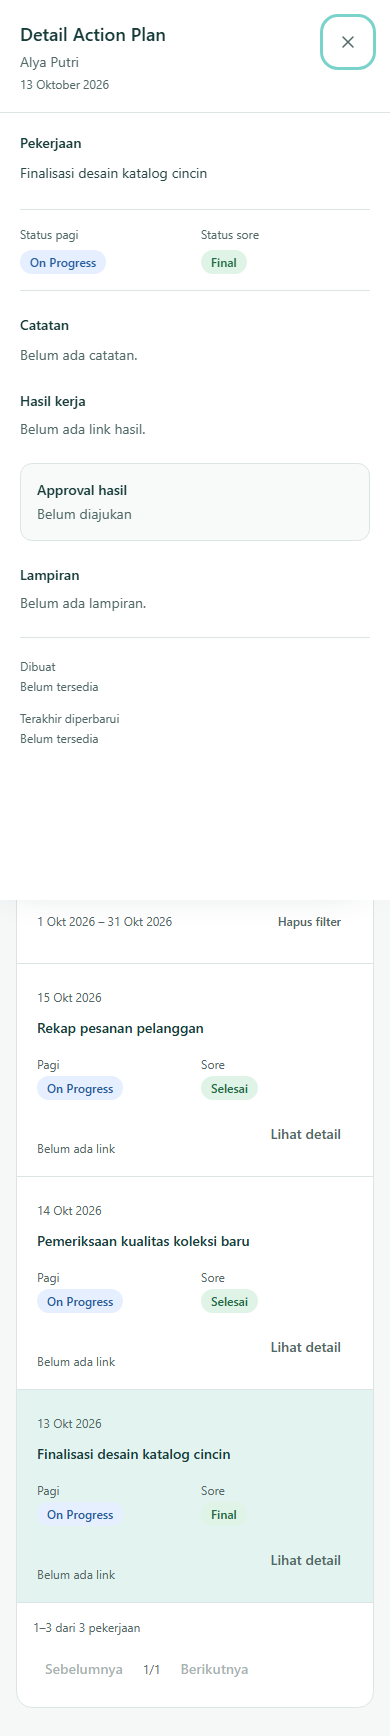 Detail Action Plan
Alya Putri
13 Oktober 2026
Pekerjaan
Finalisasi desain katalog cincin
Status pagi
Status sore
On Progress
Final
Catatan
Belum ada catatan.
Hasil kerja
Belum ada link hasil.
Approval hasil
Belum diajukan
Lampiran
Belum ada lampiran.
Dibuat
Belum tersedia
Terakhir diperbarui
Belum tersedia
1 Okt 2026 – 31 Okt 2026
Hapus filter
15 Okt 2026
Rekap pesanan pelanggan
Pagi
Sore
On Progress
Selesai
Lihat detail
Belum ada link
14 Okt 2026
Pemeriksaan kualitas koleksi baru
Pagi
Sore
On Progress
Selesai
Lihat detail
Belum ada link
13 Okt 2026
Finalisasi desain katalog cincin
Pagi
Sore
On Progress
Final
Lihat detail
Belum ada link
1–3 dari 3 pekerjaan
Sebelumnya
1/1
Berikutnya